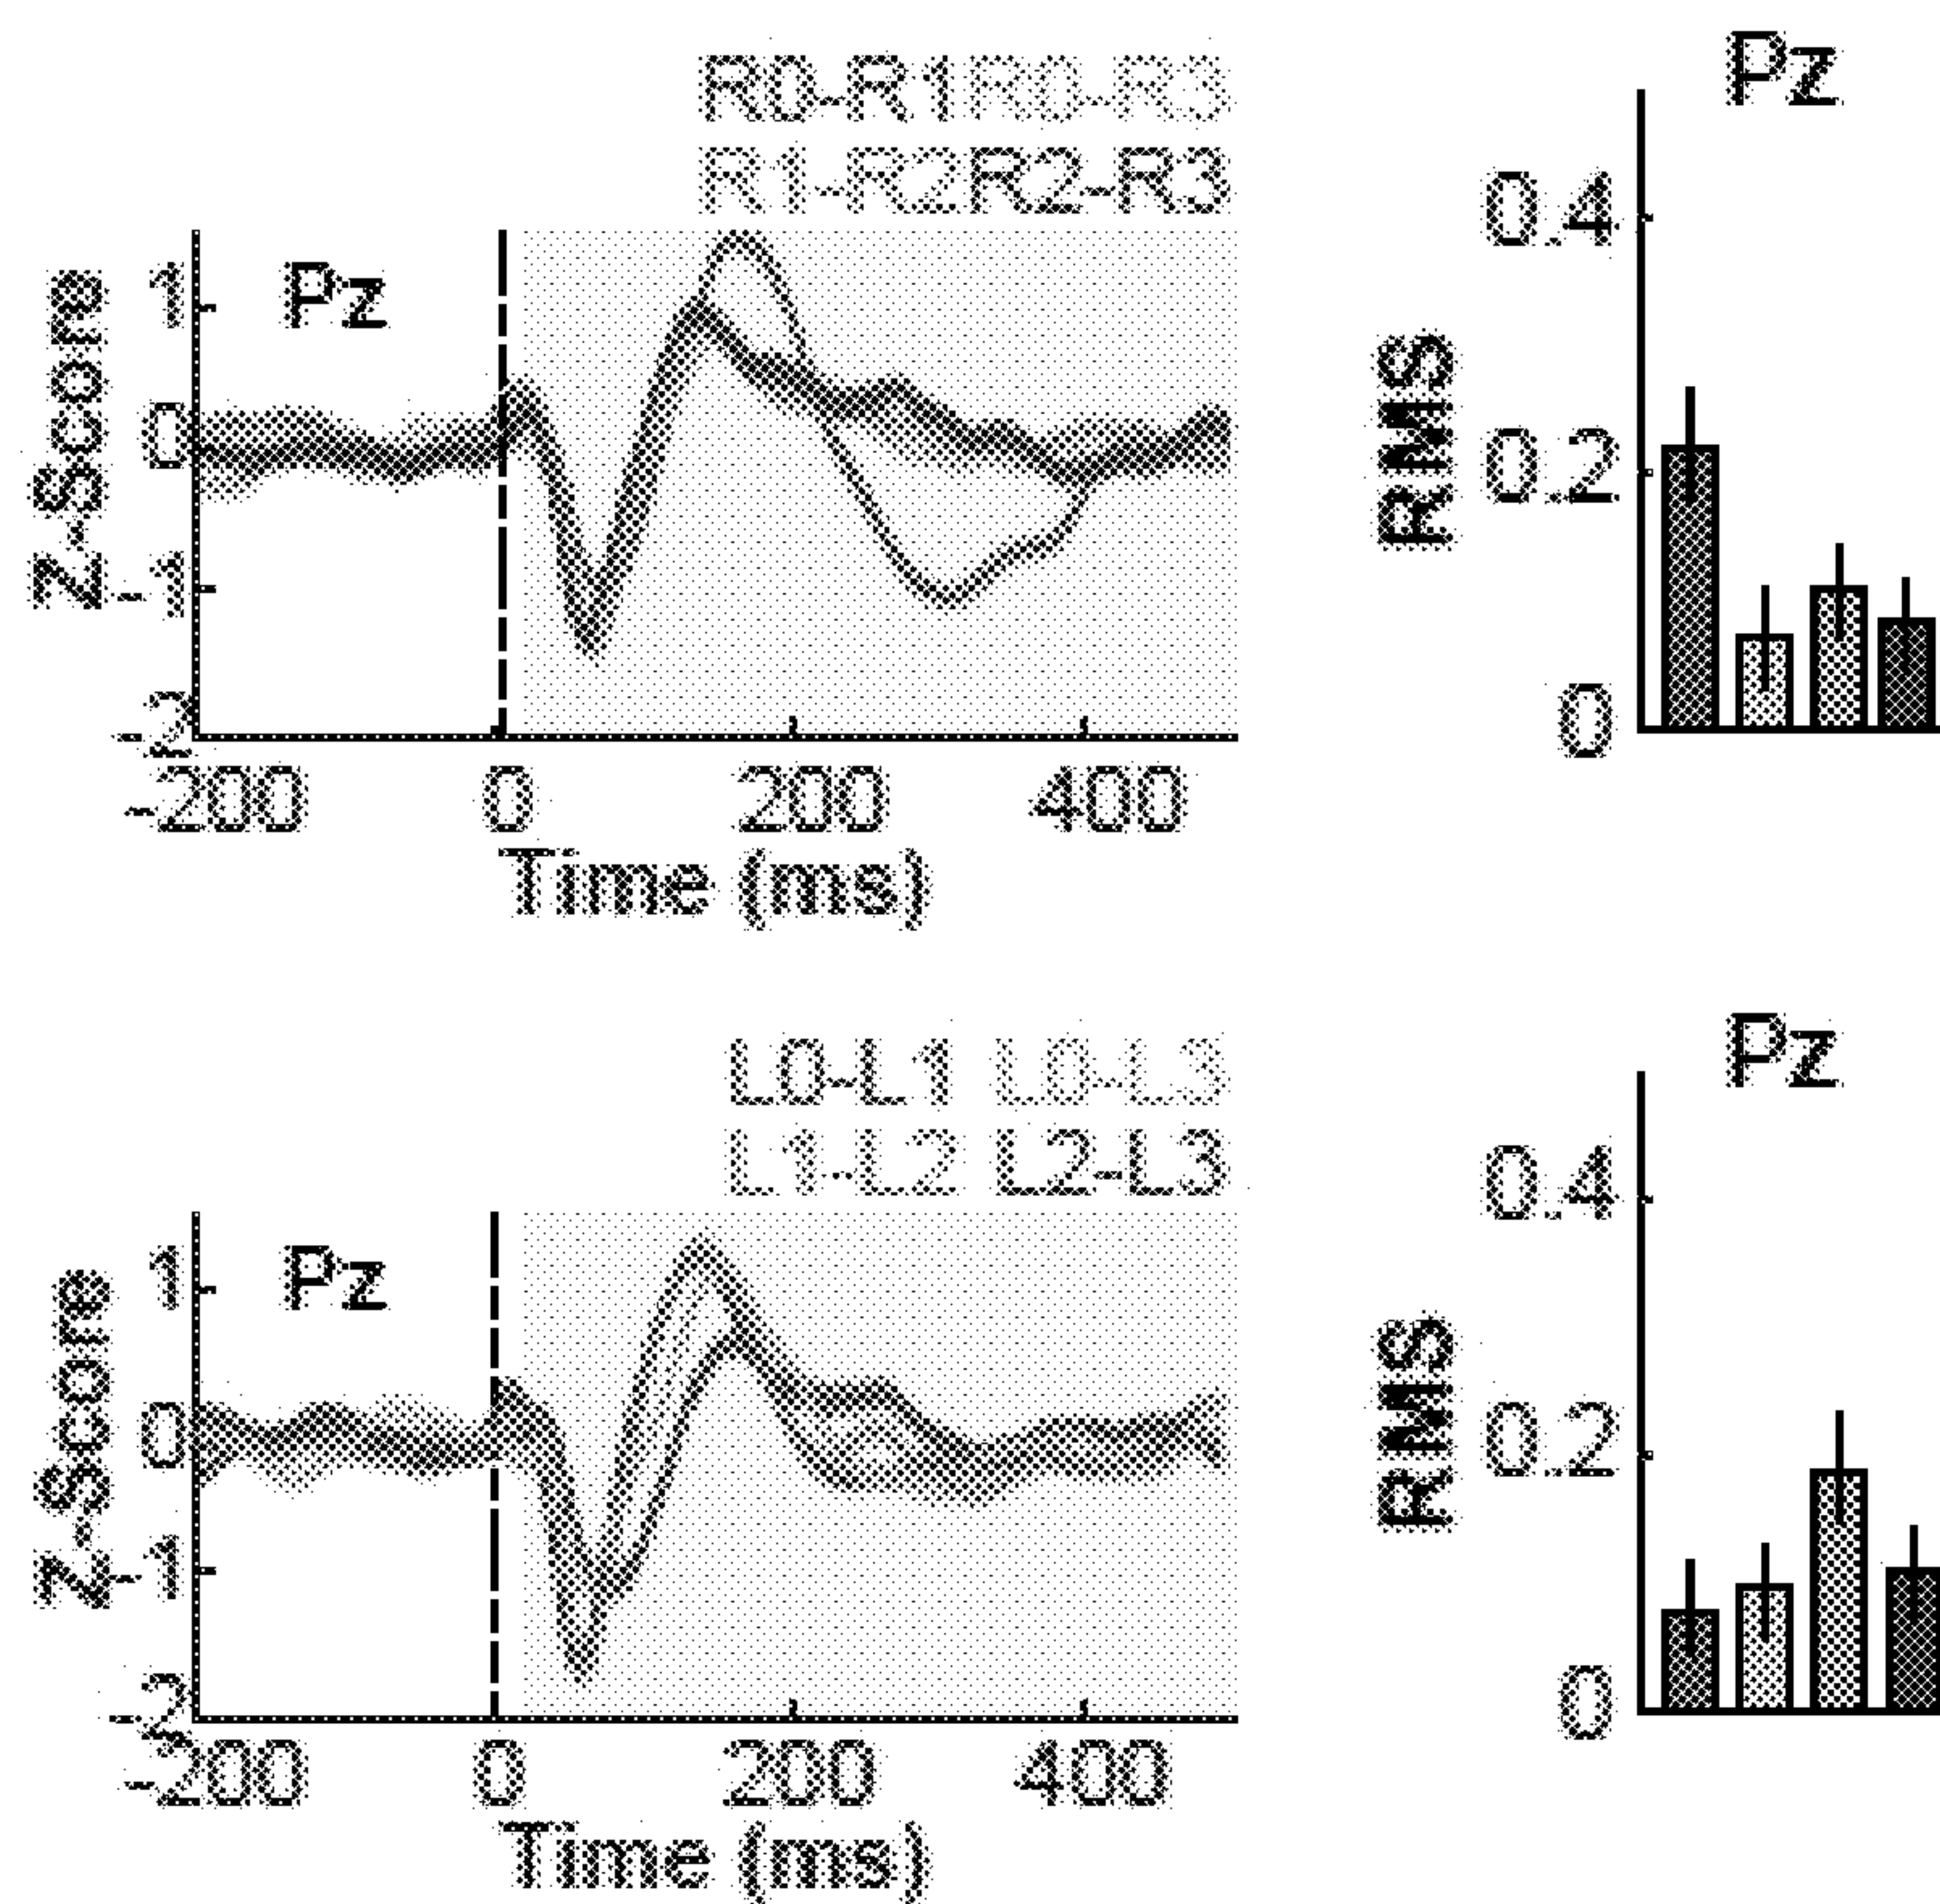 R0-R1 R0-R3
R1-R2 R2-R3
Pz
Z-Score
1
0
-1
-2
-200 0 200 400
Time (ms)
Pz
RMS
0.4
0.2
0
L0-L1 L0-L3
L1-L2 L2-L3
Pz
Z-Score
1
0
-1
-2
-200 0 200 400
Time (ms)
Pz
RMS
0.4
0.2
0